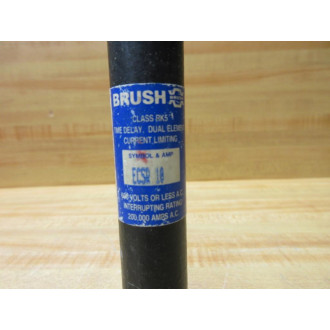 BRUSH
CLASS RK5
TIME DELAY, DUAL ELEMENT
CURRENT LIMITING
SYMBOL & AMP
ECSR 10
600 VOLTS OR LESS A.C.
INTERRUPTING RATING
200,000 AMPS A.C.